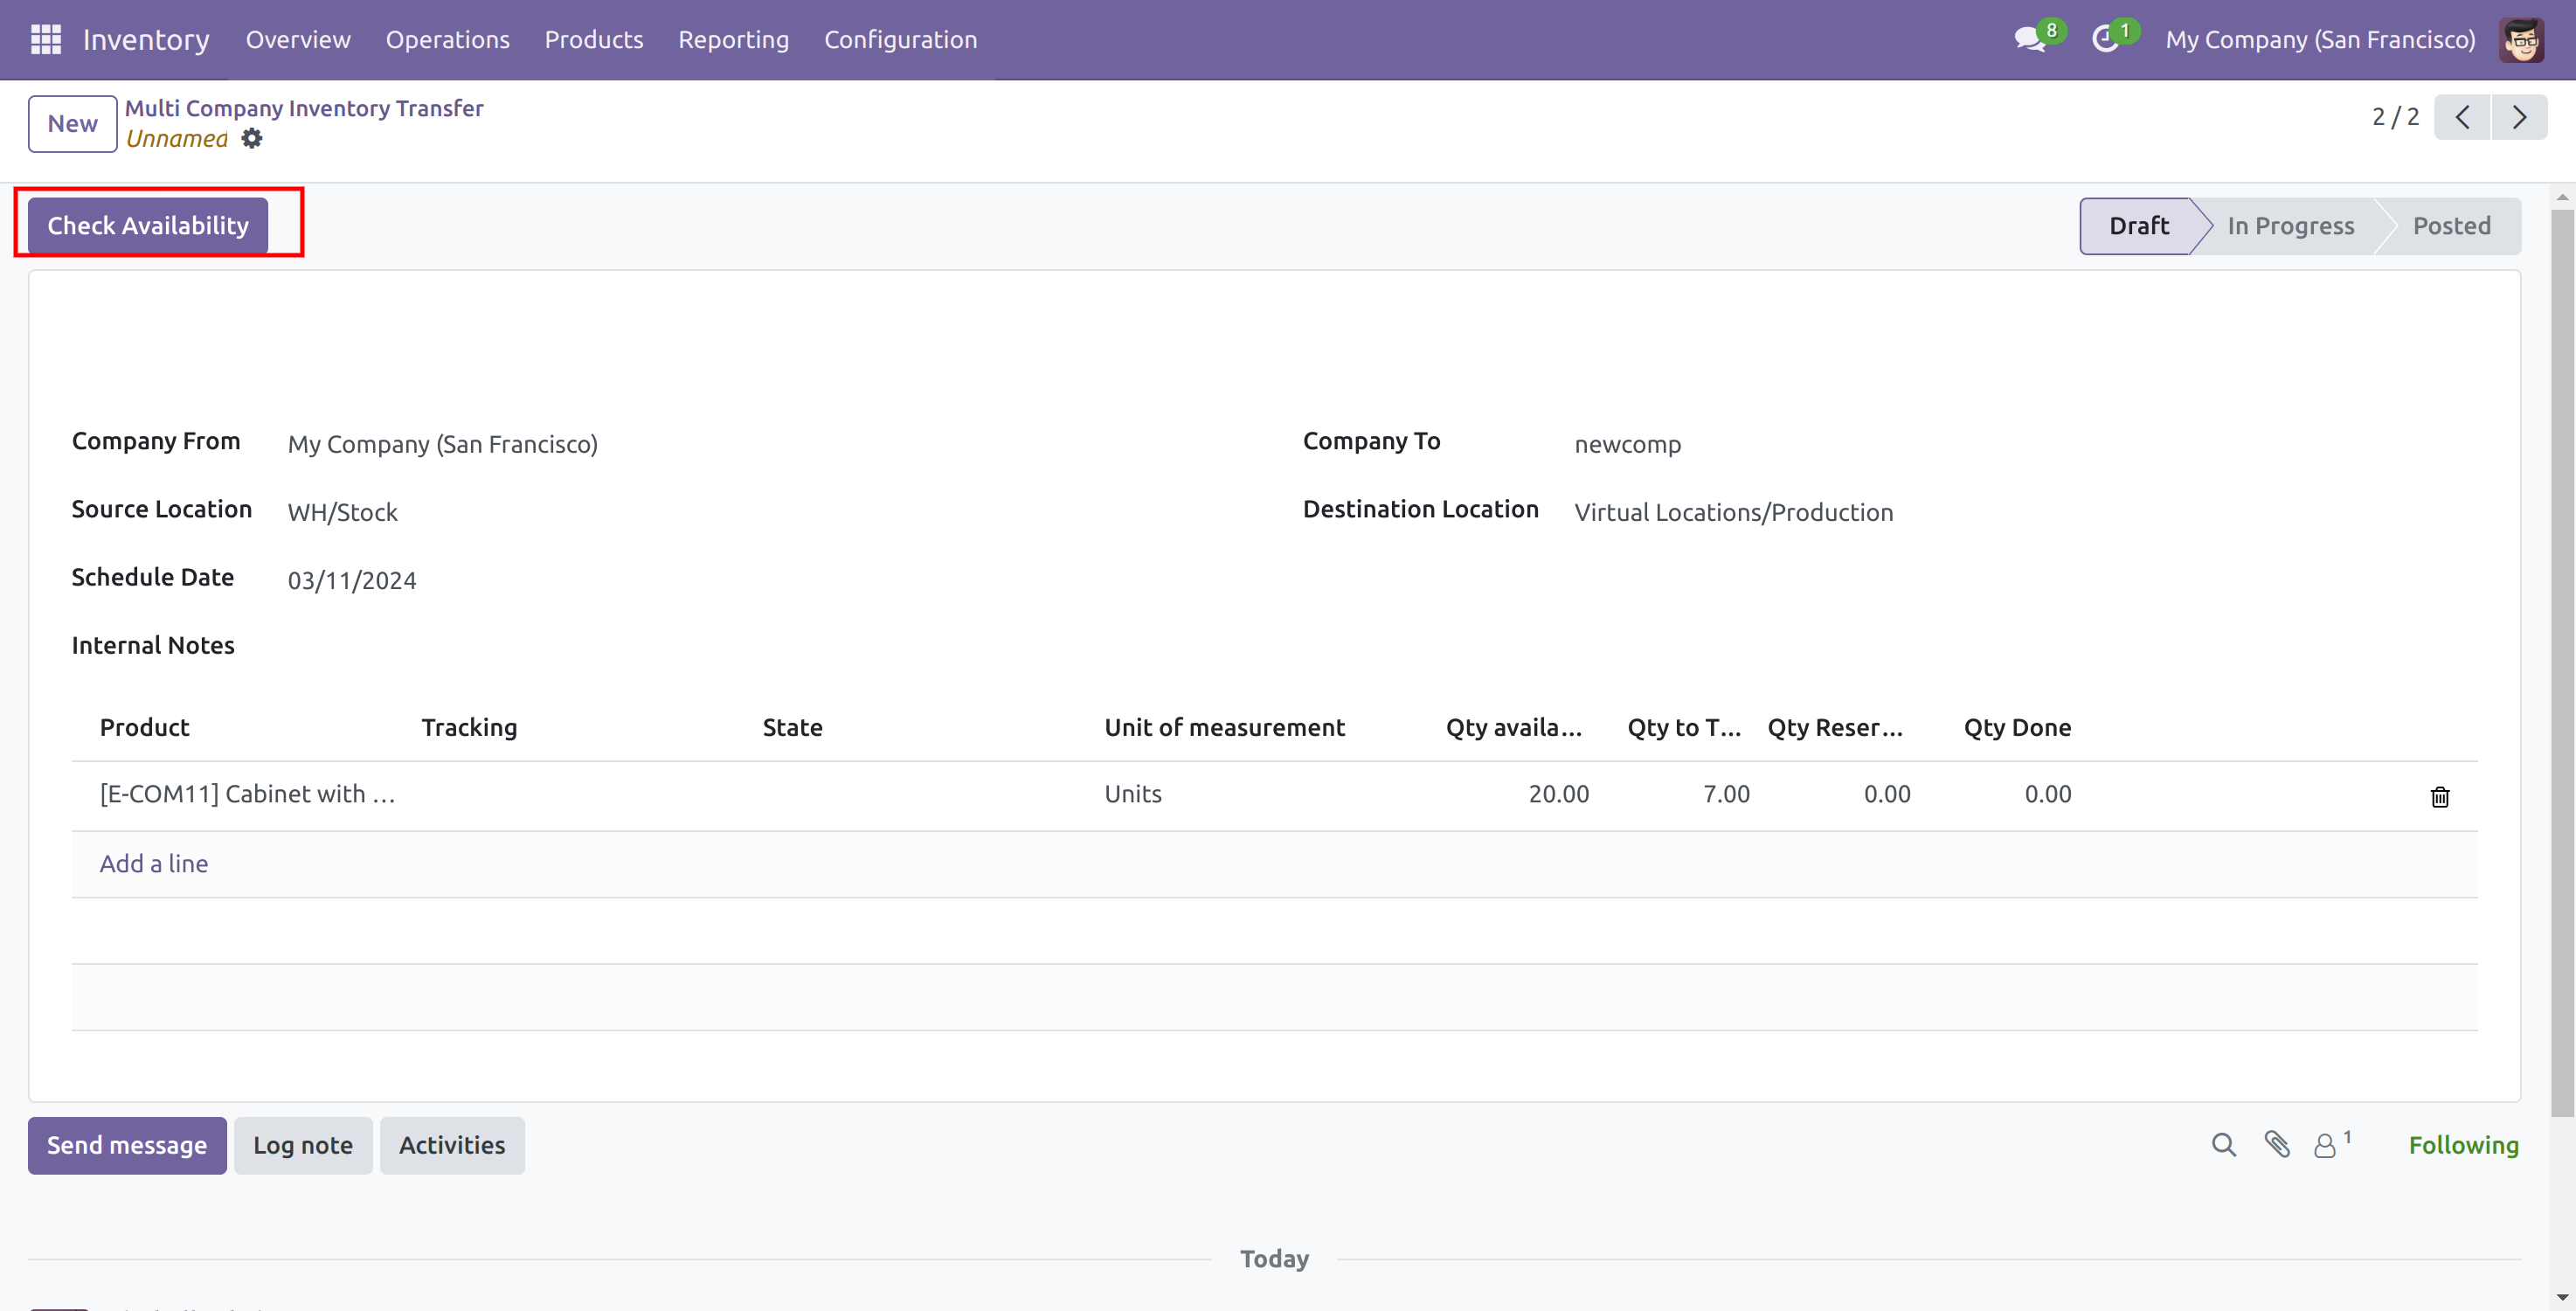 Inventory Overview Operations Products Reporting Configuration 8 1 My Company (San Francisco)
New Multi Company Inventory Transfer 2 / 2
Unnamed
Check Availability Draft In Progress Posted
Company From My Company (San Francisco) Company To newcomp
Source Location WH/Stock Destination Location Virtual Locations/Production
Schedule Date 03/11/2024
Internal Notes
Product Tracking State Unit of measurement Qty availa... Qty to T... Qty Reser... Qty Done
[E-COM11] Cabinet with ... Units 20.00 7.00 0.00 0.00
Add a line
Send message Log note Activities 1 Following
Today